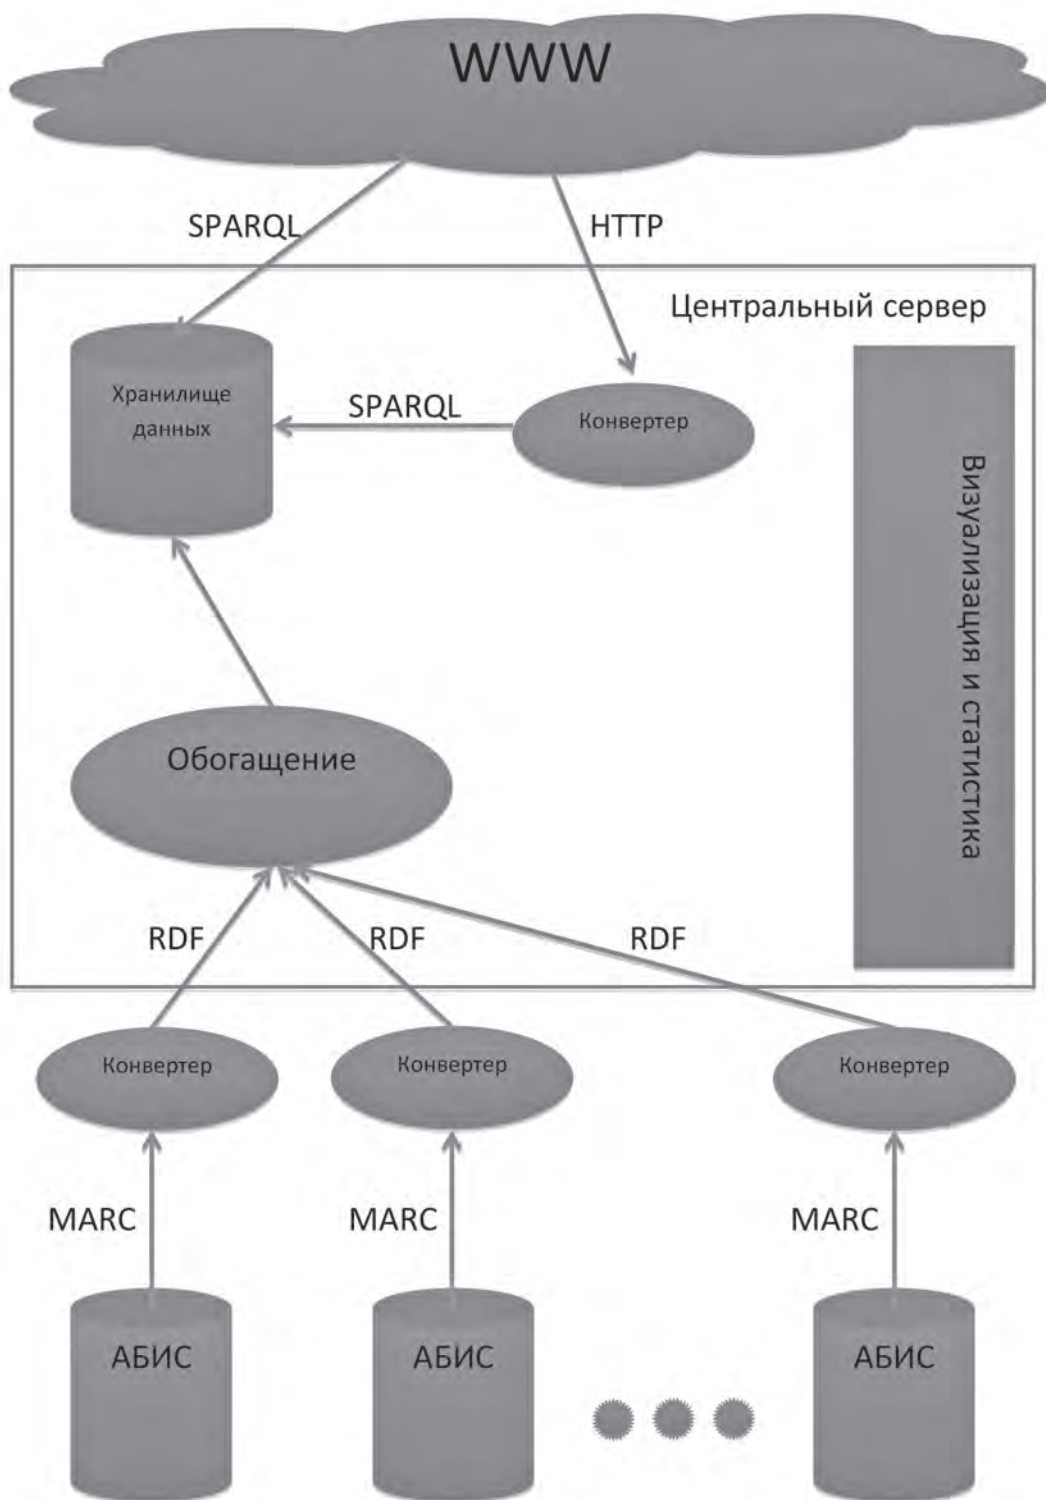 WWW
SPARQL
HTTP
Центральный сервер
Хранилище
данных
SPARQL
Конвертер
Визуализация и статистика
Обогащение
RDF
RDF
RDF
Конвертер
Конвертер
Конвертер
MARC
MARC
MARC
АБИС
АБИС
АБИС